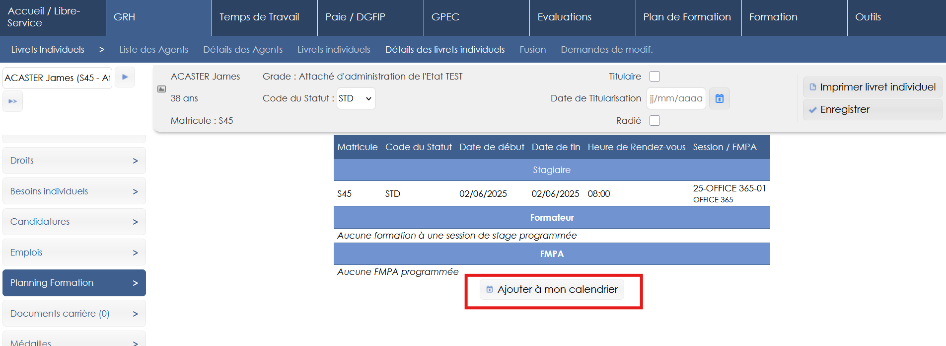 Accueil / Libre-Service
GRH
Temps de Travail
Paie / DGFIP
GPEC
Evaluations
Plan de Formation
Formation
Outils
Livrets Individuels > Liste des Agents Détails des Agents Livrets individuels Détails des livrets individuels Fusion Demandes de modif.
ACASTER James (S45 - At
ACASTER James Grade : Attaché d'administration de l'Etat TEST Titulaire
38 ans Code du Statut : STD Date de Titularisation jj/mm/aaaa
Matricule : S45 Radié
Imprimer livret individuel
Enregistrer
Droits >
Besoins Individuels >
Candidatures >
Emplois >
Planning Formation >
Documents carrière (0) >
Médailles >
Matricule Code du Statut Date de début Date de fin Heure de Rendez-vous Session / FMPA
Stagiaire
S45 STD 02/06/2025 02/06/2025 08:00 25-OFFICE 365-01
OFFICE 365
Formateur
Aucune formation à une session de stage programmée
FMPA
Aucune FMPA programmée
Ajouter à mon calendrier